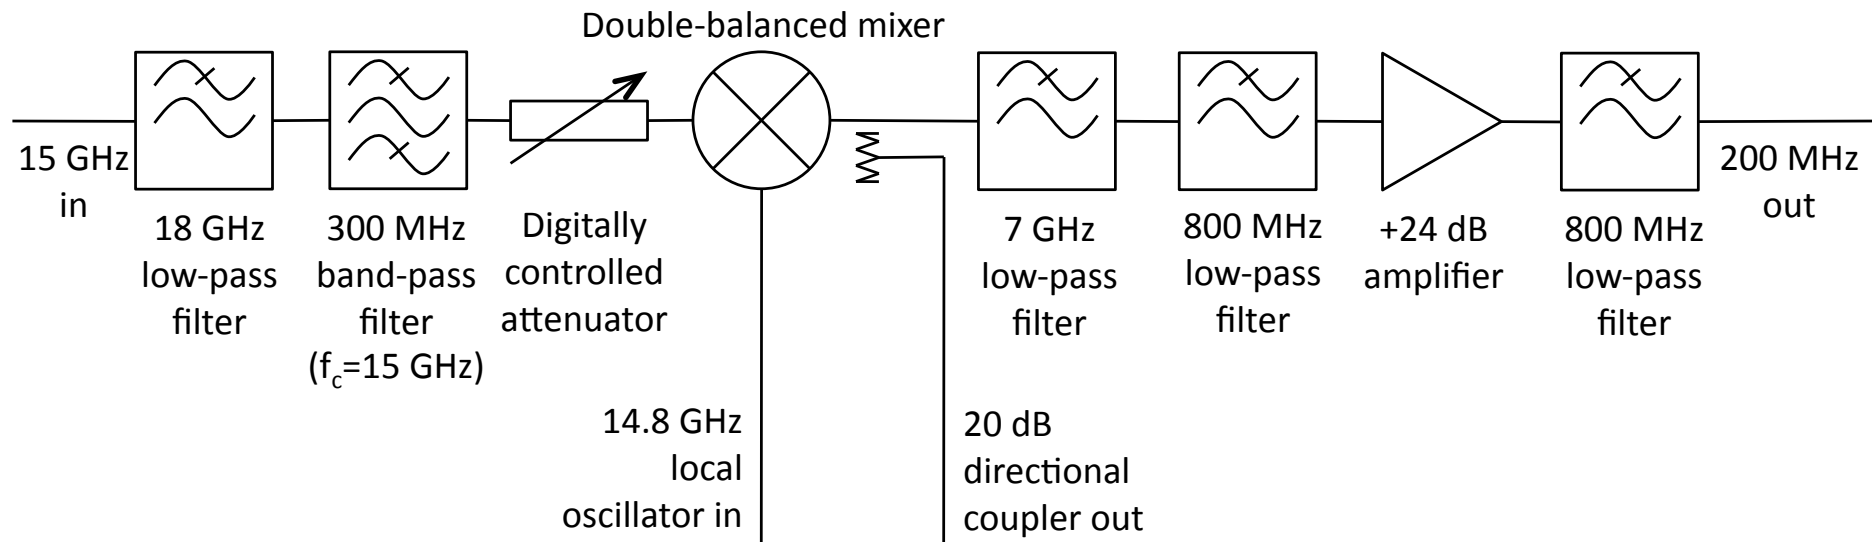 Double-balanced mixer
15 GHz
in
18 GHz
low-pass
filter
300 MHz
band-pass
filter
(fc=15 GHz)
Digitally
controlled
attenuator
14.8 GHz
local
oscillator in
20 dB
directional
coupler out
7 GHz
low-pass
filter
800 MHz
low-pass
filter
+24 dB
amplifier
800 MHz
low-pass
filter
200 MHz
out